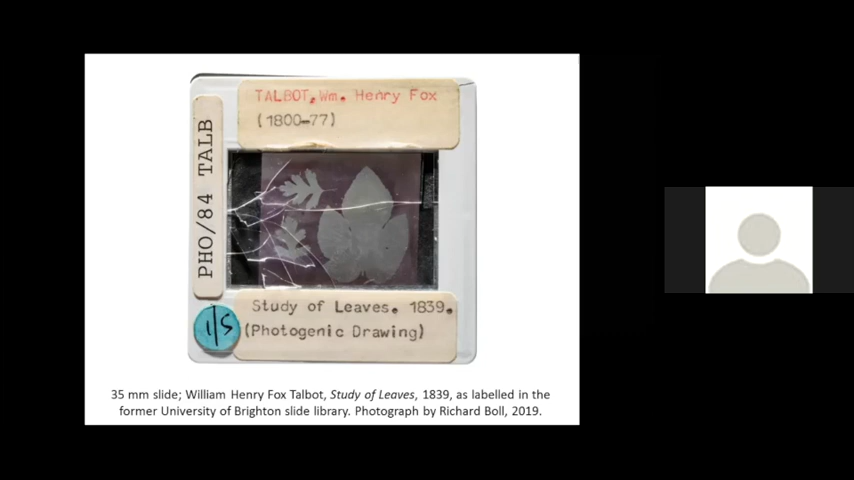 TALBOT, Wm. Henry Fox
(1800-77)
PHO/84 TALB
Study of Leaves. 1839.
(Photogenic Drawing)
1/S
35 mm slide; William Henry Fox Talbot, Study of Leaves, 1839, as labelled in the
former University of Brighton slide library. Photograph by Richard Boll, 2019.